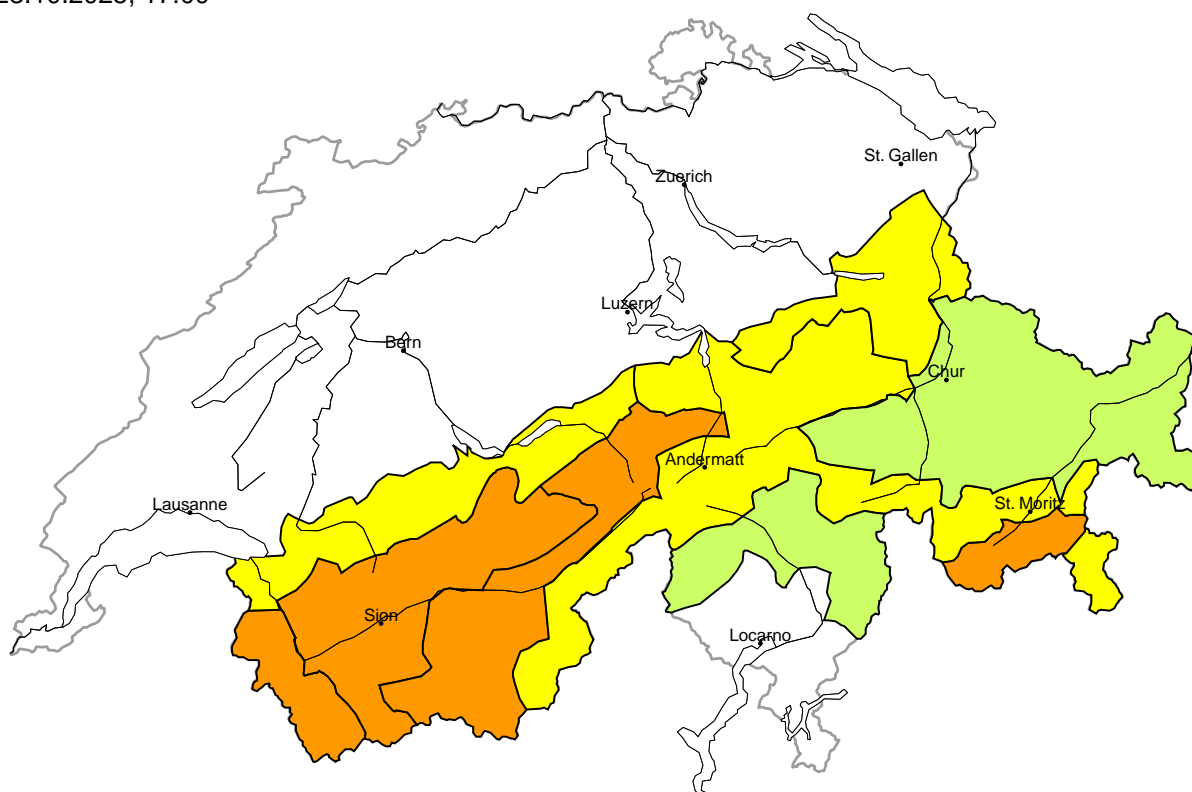 St. Gallen
Zuerich
Luzern
Bern
Chur
Andermatt
St. Moritz
Lausanne
Sion
Locarno